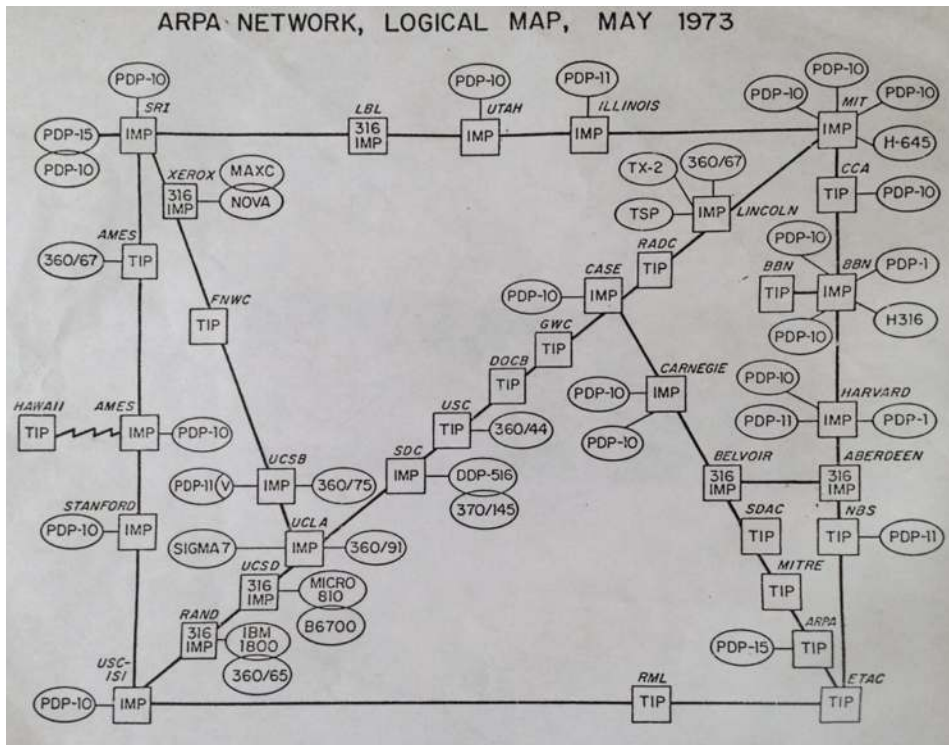 ARPA NETWORK, LOGICAL MAP, MAY 1973
PDP-10
SRI
IMP
PDP-15
PDP-10
LBL
316
IMP
PDP-10
UTAH
IMP
PDP-11
ILLINOIS
IMP
PDP-10
PDP-10
PDP-10
MIT
IMP
H-645
XEROX
316
IMP
MAXC
NOVA
TX-2
360/67
TSP
IMP
LINCOLN
CCA
TIP
PDP-10
AMES
360/67
TIP
RADC
TIP
BBN
TIP
PDP-10
BBN
IMP
PDP-1
PDP-10
H316
FNWC
TIP
CASE
PDP-10
IMP
GWC
TIP
DOCB
TIP
CARNEGIE
PDP-10
IMP
PDP-10
PDP-10
HARVARD
PDP-11
IMP
PDP-1
HAWAII
TIP
AMES
IMP
PDP-10
USC
TIP
360/44
UCSB
PDP-11
V
IMP
360/75
SDC
IMP
DDP-516
370/145
BELVOIR
316
IMP
ABERDEEN
316
IMP
STANFORD
PDP-10
IMP
UCLA
SIGMA 7
IMP
360/91
SDAC
TIP
NBS
TIP
PDP-11
UCSD
316
IMP
MICRO
810
B6700
MITRE
TIP
RAND
316
IMP
IBM
1800
360/65
ARPA
PDP-15
TIP
USC-
ISI
PDP-10
IMP
RML
TIP
ETAC
TIP